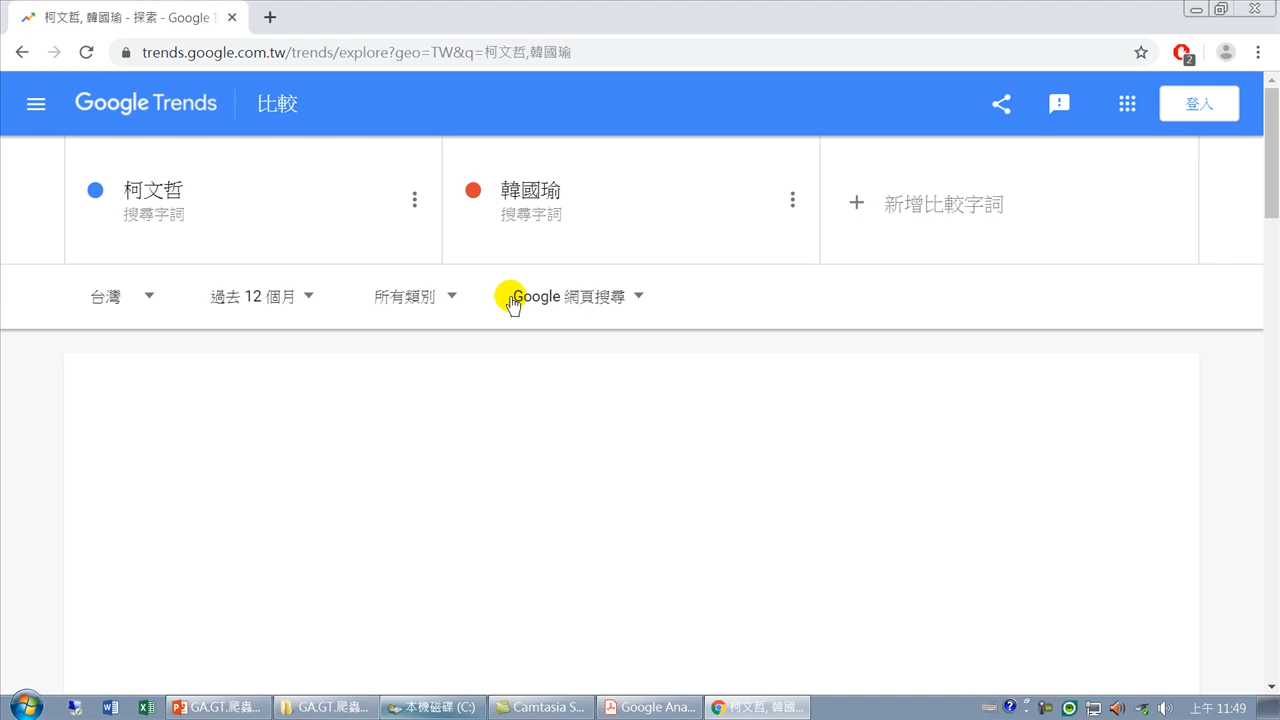 柯文哲, 韓國瑜 - 探索 - Google
trends.google.com.tw/trends/explore?geo=TW&q=柯文哲,韓國瑜
2
Google Trends
比較
登入
柯文哲
搜尋字詞
韓國瑜
搜尋字詞
+ 新增比較字詞
台灣
過去 12 個月
所有類別
Google 網頁搜尋
GA.GT.爬蟲...
GA.GT.爬蟲...
本機磁碟 (C:)
Camtasia S...
Google Ana...
柯文哲, 韓國...
上午 11:49